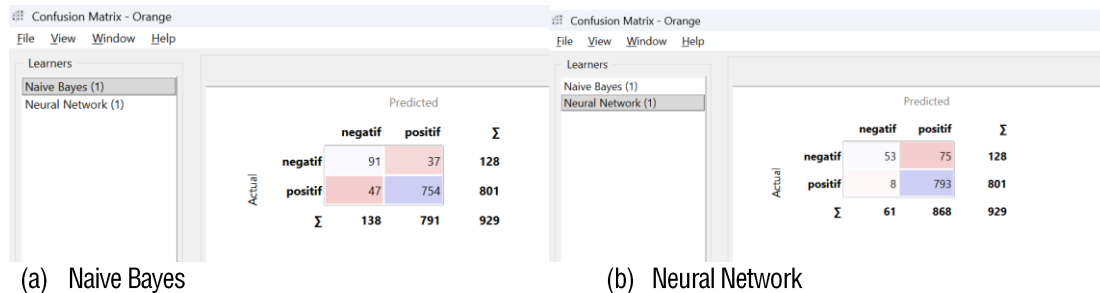 Confusion Matrix - Orange
File View Window Help
Learners
Naive Bayes (1)
Neural Network (1)
Predicted
negatif positif Σ
negatif 91 37 128
Actual
positif 47 754 801
Σ 138 791 929
(a) Naive Bayes
Confusion Matrix - Orange
File View Window Help
Learners
Naive Bayes (1)
Neural Network (1)
Predicted
negatif positif Σ
negatif 53 75 128
Actual
positif 8 793 801
Σ 61 868 929
(b) Neural Network